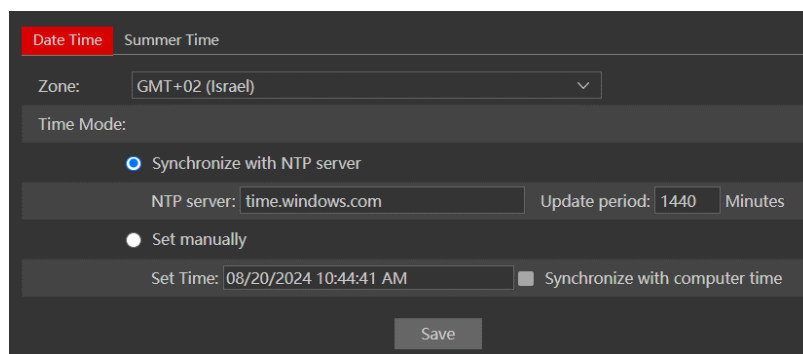 Date Time Summer Time
Zone: GMT+02 (Israel)
Time Mode:
Synchronize with NTP server
NTP server: time.windows.com Update period: 1440 Minutes
Set manually
Set Time: 08/20/2024 10:44:41 AM Synchronize with computer time
Save